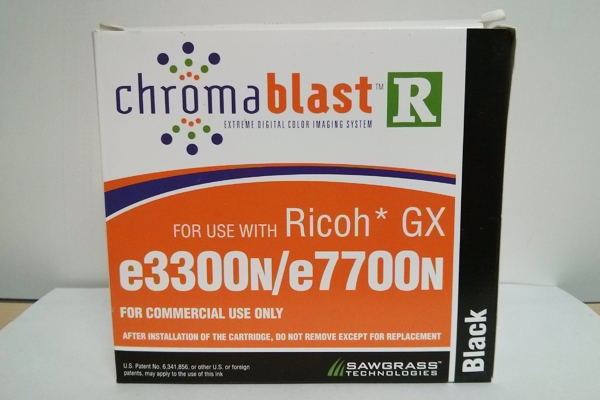 chromablast™ R
EXTREME DIGITAL COLOR IMAGING SYSTEM
FOR USE WITH Ricoh* GX
e3300N/e7700N
FOR COMMERCIAL USE ONLY
AFTER INSTALLATION OF THE CARTRIDGE, DO NOT REMOVE EXCEPT FOR REPLACEMENT
U.S. Patent No. 6,341,856, or other U.S. or foreign
patents, may apply to the use of this ink
SAWGRASS™
TECHNOLOGIES
Black